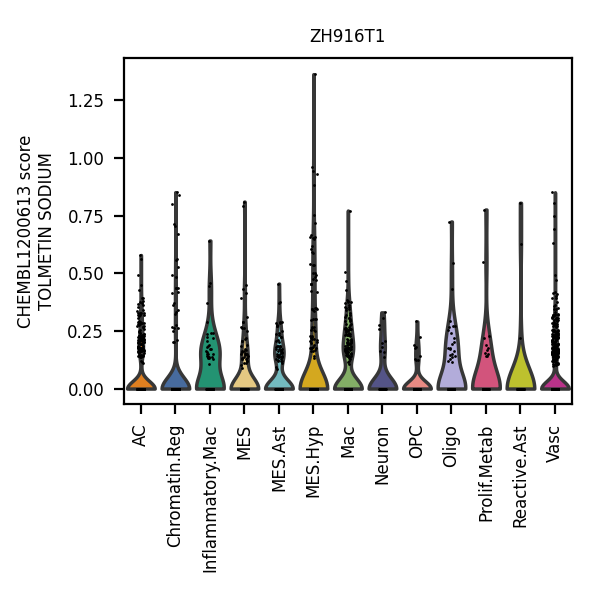 ZH916T1
CHEMBL1200613 score
TOLMETIN SODIUM
1.25
1.00
0.75
0.50
0.25
0.00
AC
Chromatin.Reg
Inflammatory.Mac
MES
MES.Ast
MES.Hyp
Mac
Neuron
OPC
Oligo
Prolif.Metab
Reactive.Ast
Vasc